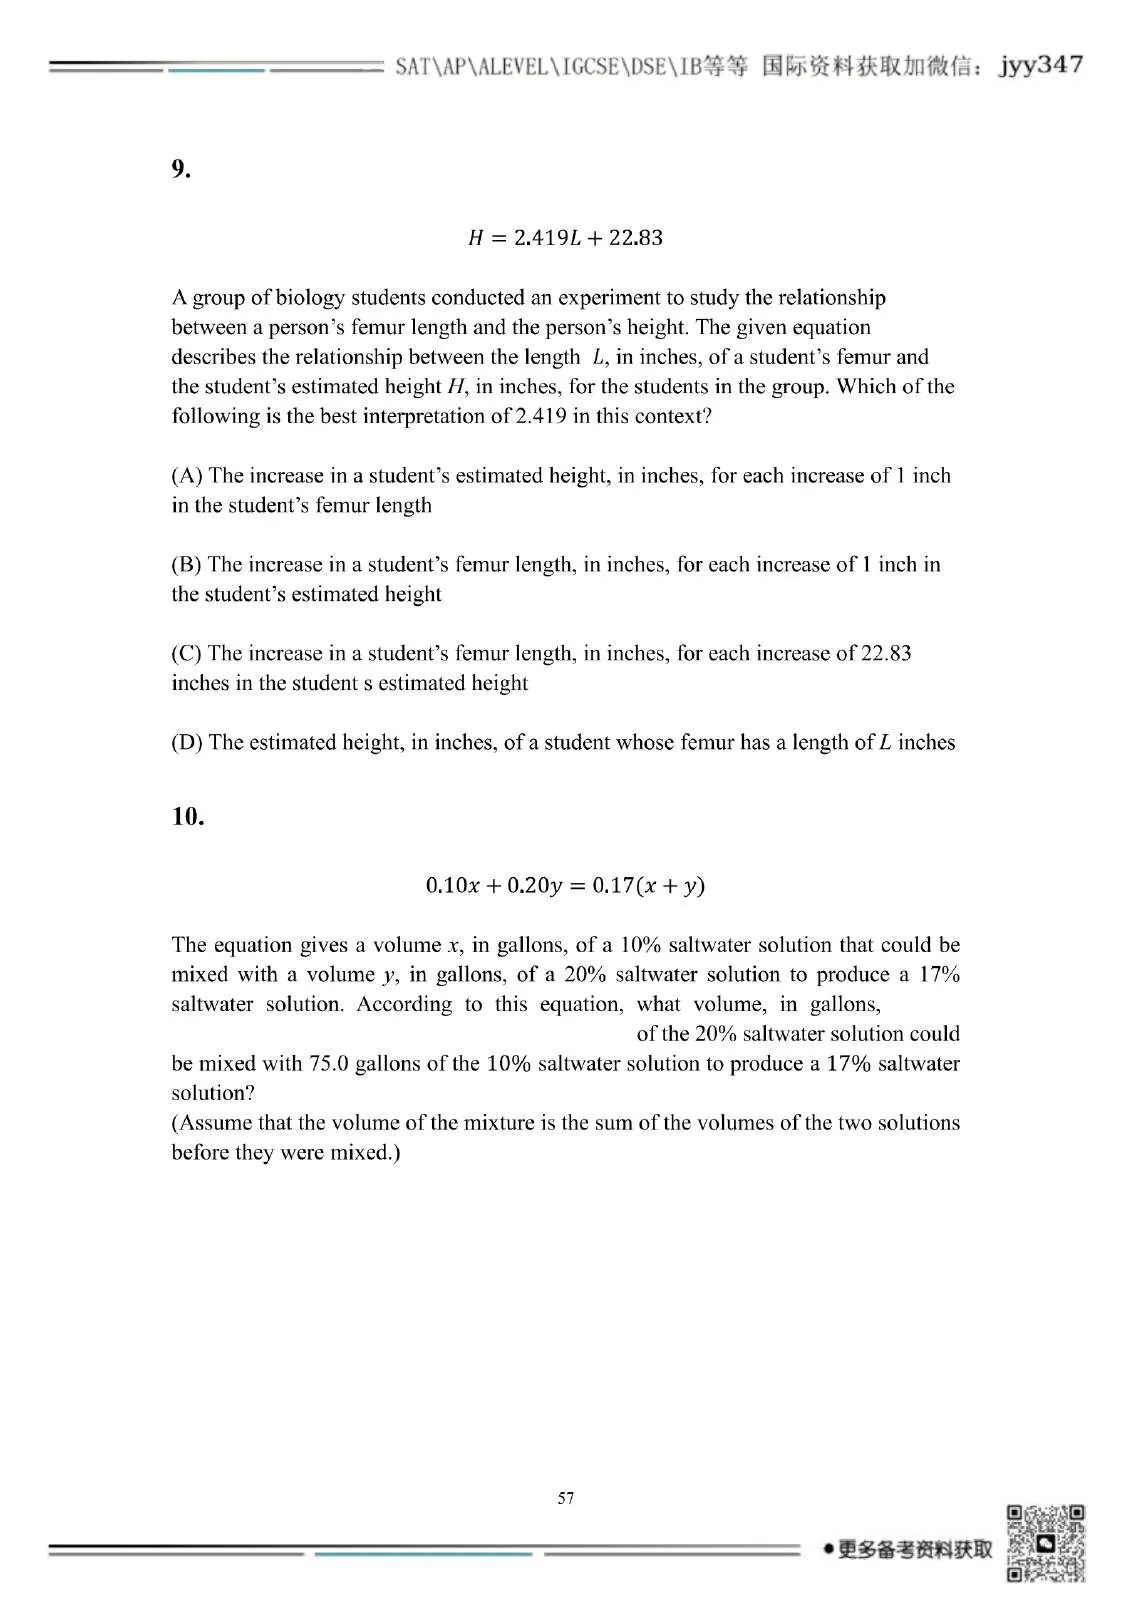 SAT\AP\ALEVEL\IGCSE\DSE\IB等等 国际资料获取加微信: jyy347
9.
H = 2.419L + 22.83
A group of biology students conducted an experiment to study the relationship
between a person’s femur length and the person’s height. The given equation
describes the relationship between the length L, in inches, of a student’s femur and
the student’s estimated height H, in inches, for the students in the group. Which of the
following is the best interpretation of 2.419 in this context?
(A) The increase in a student’s estimated height, in inches, for each increase of 1 inch
in the student’s femur length
(B) The increase in a student’s femur length, in inches, for each increase of 1 inch in
the student’s estimated height
(C) The increase in a student’s femur length, in inches, for each increase of 22.83
inches in the student s estimated height
(D) The estimated height, in inches, of a student whose femur has a length of L inches
10.
0.10x + 0.20y = 0.17(x + y)
The equation gives a volume x, in gallons, of a 10% saltwater solution that could be
mixed with a volume y, in gallons, of a 20% saltwater solution to produce a 17%
saltwater solution. According to this equation, what volume, in gallons,
of the 20% saltwater solution could
be mixed with 75.0 gallons of the 10% saltwater solution to produce a 17% saltwater
solution?
(Assume that the volume of the mixture is the sum of the volumes of the two solutions
before they were mixed.)
57
●更多备考资料获取